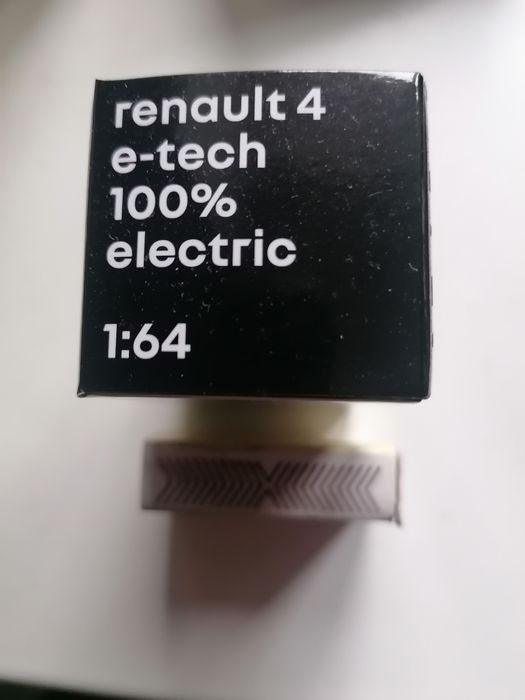 renault 4
e-tech
100%
electric
1:64